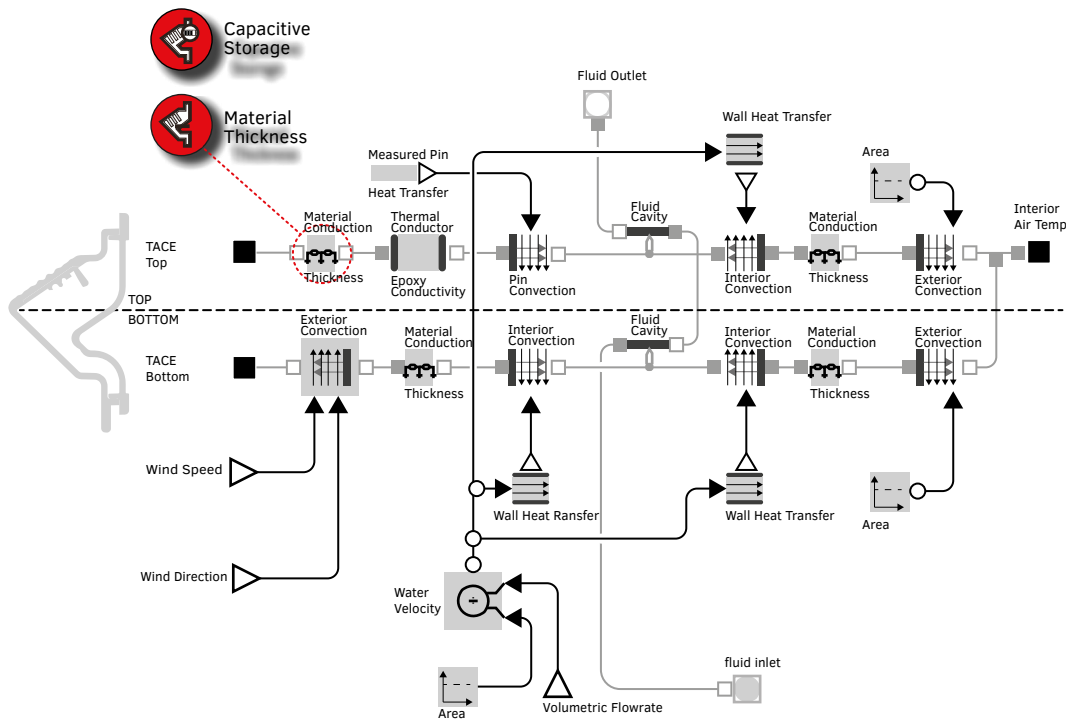 Capacitive
Storage
Storage
Material
Thickness
Thickness
Fluid Outlet
Wall Heat Transfer
Measured Pin
Heat Transfer
Area
Material
Conduction
Thickness
Thermal
Conductor
Epoxy
Conductivity
Pin
Convection
Fluid
Cavity
Interior
Convection
Material
Conduction
Thickness
Exterior
Convection
Interior
Air Temp
TACE
Top
TOP
BOTTOM
TACE
Bottom
Exterior
Convection
Material
Conduction
Thickness
Interior
Convection
Fluid
Cavity
Interior
Convection
Material
Conduction
Thickness
Exterior
Convection
Wind Speed
Wall Heat Ransfer
Wall Heat Transfer
Area
Wind Direction
Water
Velocity
Area
Volumetric Flowrate
fluid inlet